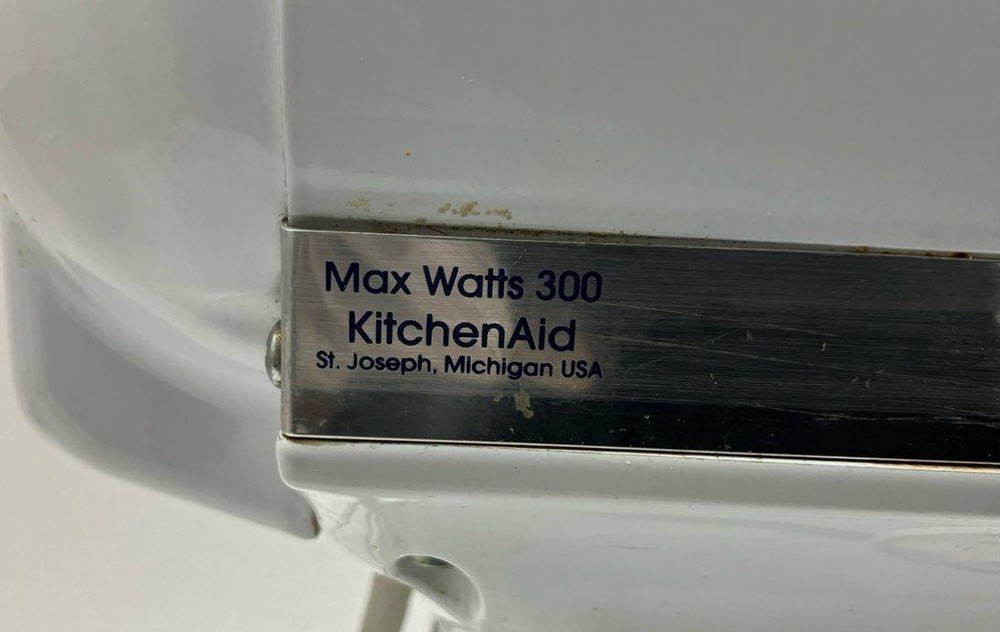 Max Watts 300
KitchenAid
St. Joseph, Michigan USA